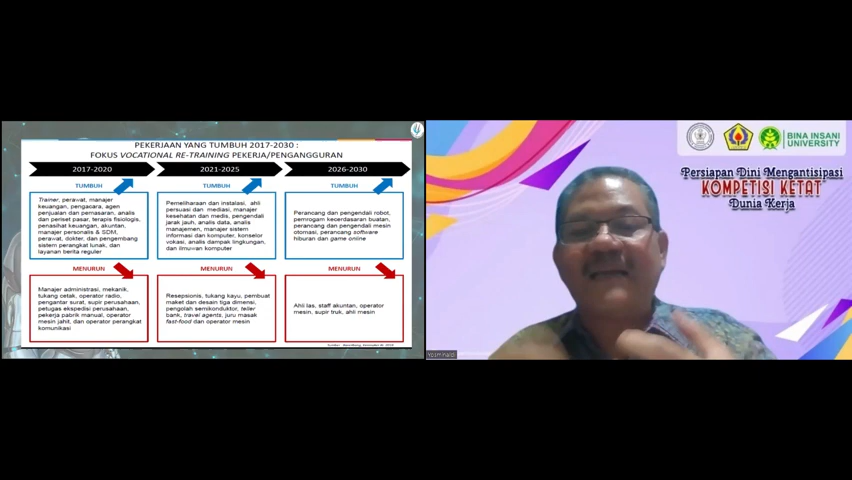 PEKERJAAN YANG TUMBUH 2017-2030 :
FOKUS VOCATIONAL RE-TRAINING PEKERJA/PENGANGGURAN
2017-2020
2021-2025
2026-2030
TUMBUH
TUMBUH
TUMBUH
Trainer, perawat, manajer
keuangan, pengacara, agen
penjualan dan pemasaran, analis
dan periset pasar, terapis fisiologis,
penasihat keuangan, akuntan,
manajer personalis & SDM,
perawat, dokter, dan pengembang
sistem perangkat lunak, dan
layanan berita reguler
Pemeliharaan dan instalasi, ahli
persuasi dan mediasi, manajer
kesehatan dan medis, pengendali
jarak jauh, analis data, analis
manajemen, manajer sistem
informasi dan komputer, konselor
vokasi, analis dampak lingkungan,
dan ilmuwan komputer
Perancang dan pengendali robot,
pemrogam kecerdasaran buatan,
perancang dan pengendali mesin
otomasi, perancang software
hiburan dan game online
MENURUN
MENURUN
MENURUN
Manajer administrasi, mekanik,
tukang cetak, operator radio,
pengantar surat, supir perusahaan,
petugas ekspedisi perusahaan,
pekerja pabrik manual, operator
mesin jahit, dan operator perangkat
komunikasi
Resepsionis, tukang kayu, pembuat
maket dan desain tiga dimensi,
pengolah semikonduktor, teller
bank, travel agents, juru masak
fast-food dan operator mesin
Ahli las, staff akuntan, operator
mesin, supir truk, ahli mesin
BINA INSANI
UNIVERSITY
Persiapan Dini Mengantisipasi
KOMPETISI KETAT
Dunia Kerja